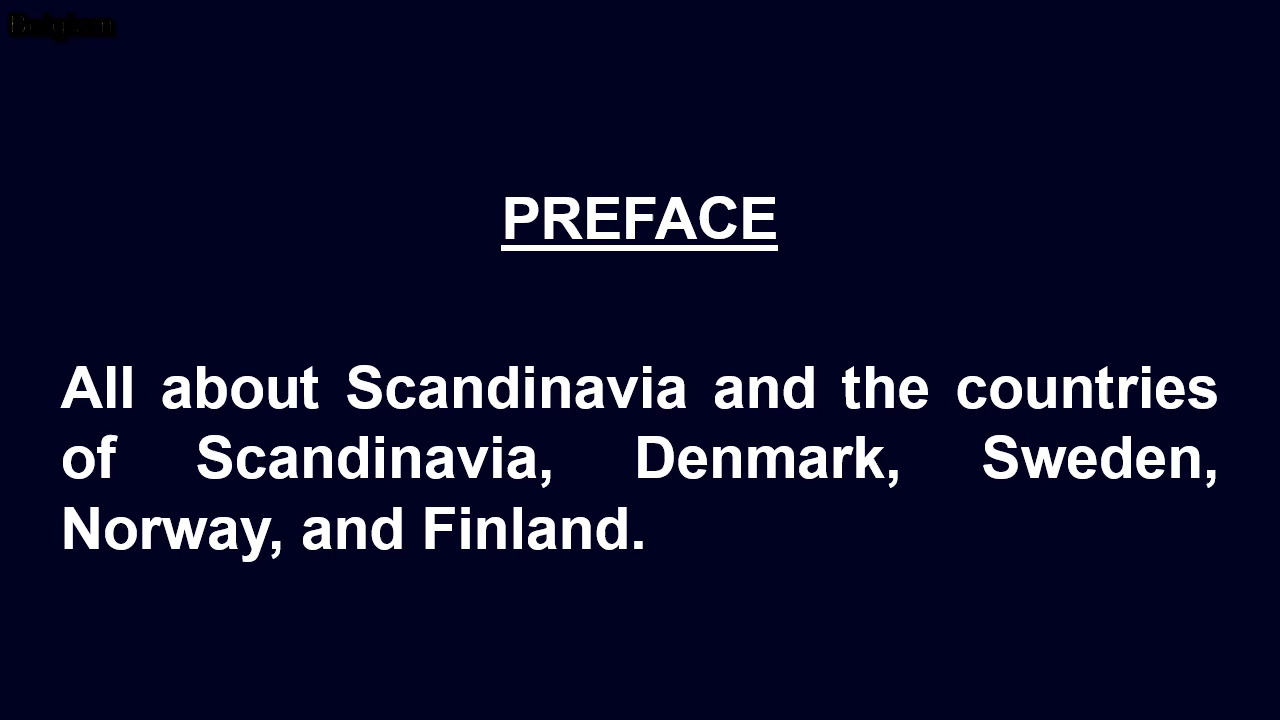 PREFACE
All about Scandinavia and the countries
of Scandinavia, Denmark, Sweden,
Norway, and Finland.